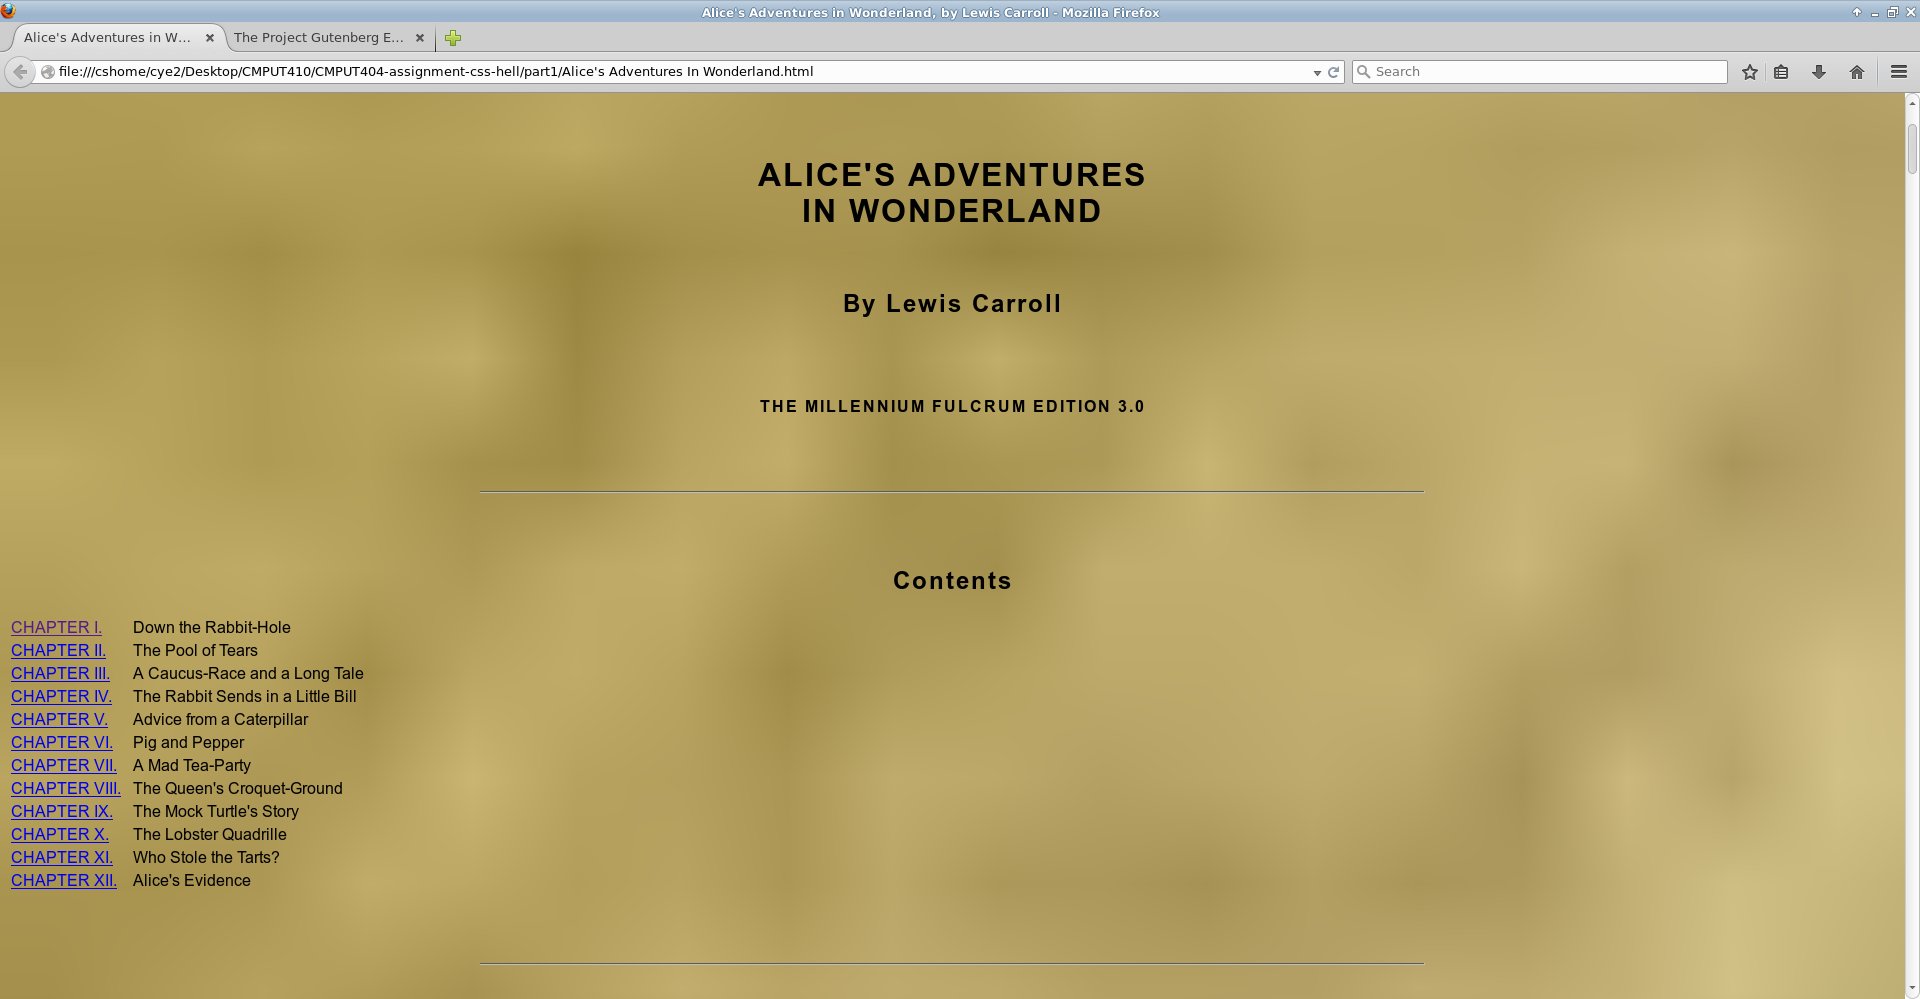 Alice's Adventures in Wonderland, by Lewis Carroll - Mozilla Firefox
Alice's Adventures in W... The Project Gutenberg E...
file:///cshome/cye2/Desktop/CMPUT410/CMPUT404-assignment-css-hell/part1/Alice's Adventures In Wonderland.html Search
ALICE'S ADVENTURES
IN WONDERLAND
By Lewis Carroll
THE MILLENNIUM FULCRUM EDITION 3.0
Contents
CHAPTER I. Down the Rabbit-Hole
CHAPTER II. The Pool of Tears
CHAPTER III. A Caucus-Race and a Long Tale
CHAPTER IV. The Rabbit Sends in a Little Bill
CHAPTER V. Advice from a Caterpillar
CHAPTER VI. Pig and Pepper
CHAPTER VII. A Mad Tea-Party
CHAPTER VIII. The Queen's Croquet-Ground
CHAPTER IX. The Mock Turtle's Story
CHAPTER X. The Lobster Quadrille
CHAPTER XI. Who Stole the Tarts?
CHAPTER XII. Alice's Evidence